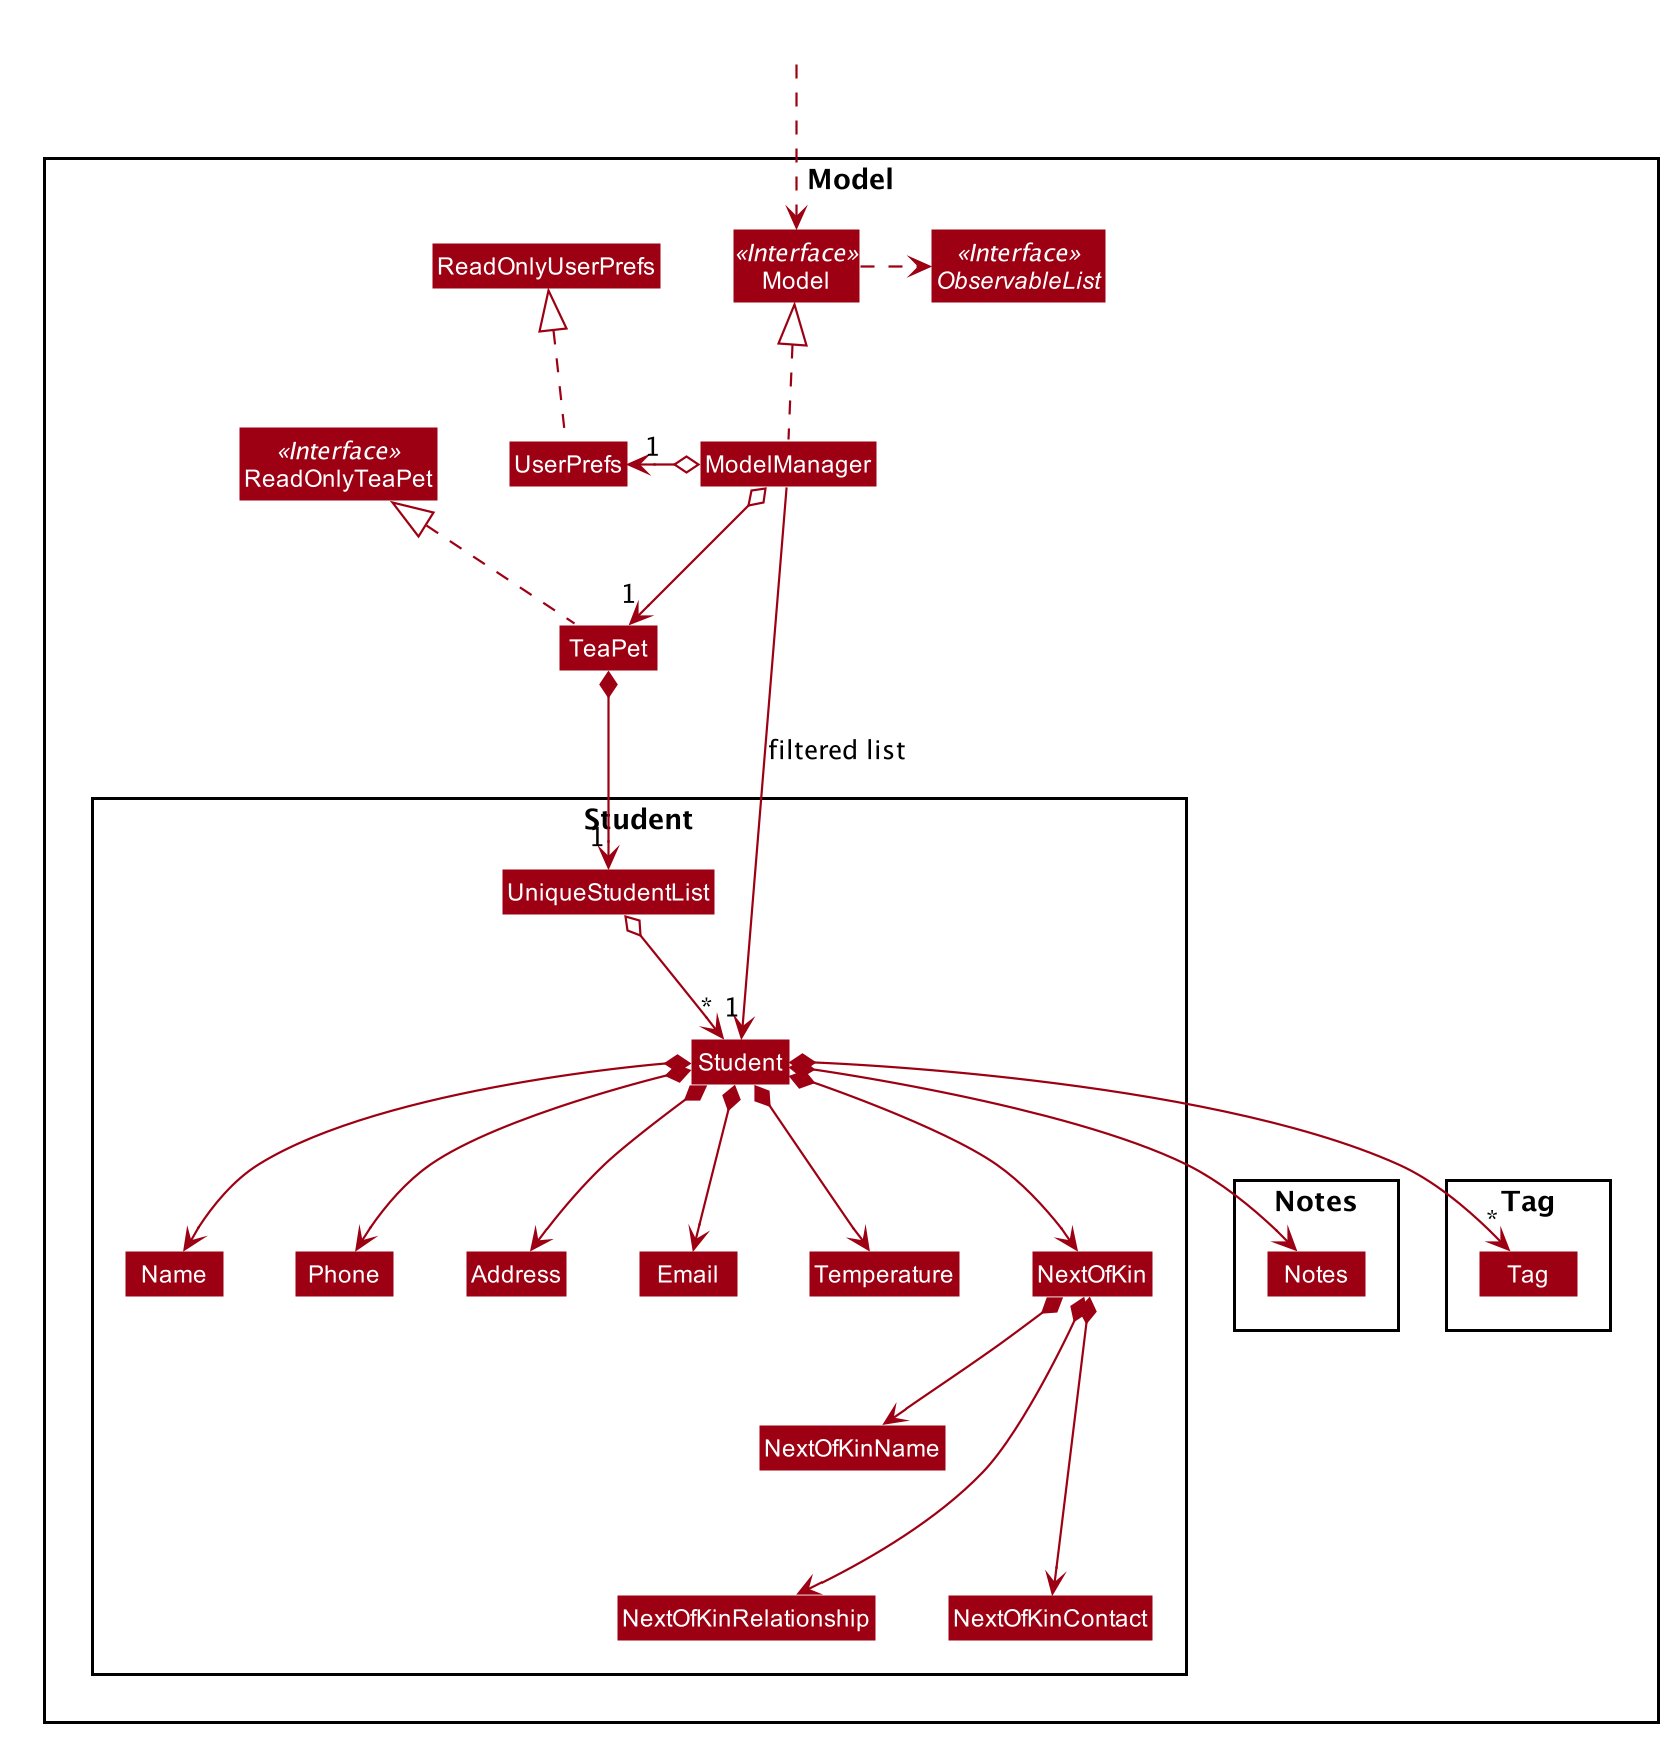 Model
ReadOnlyUserPrefs
«Interface»
Model
«Interface»
ObservableList
«Interface»
ReadOnlyTeaPet
UserPrefs
1
ModelManager
1
TeaPet
filtered list
Student
1
UniqueStudentList
*
1
Student
Notes
Tag
*
Name
Phone
Address
Email
Temperature
NextOfKin
Notes
Tag
NextOfKinName
NextOfKinRelationship
NextOfKinContact